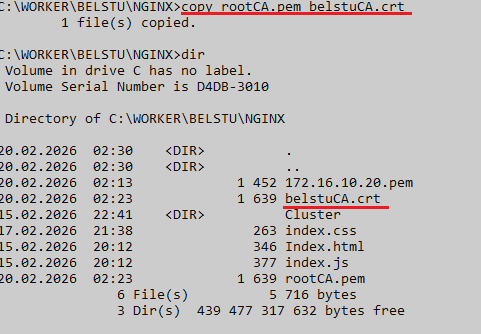 C:\WORKER\BELSTU\NGINX>copy rootCA.pem belstuCA.crt
1 file(s) copied.
C:\WORKER\BELSTU\NGINX>dir
Volume in drive C has no label.
Volume Serial Number is D4DB-3010
Directory of C:\WORKER\BELSTU\NGINX
20.02.2026 02:30 <DIR> .
20.02.2026 02:30 <DIR> ..
20.02.2026 02:13 1 452 172.16.10.20.pem
20.02.2026 02:23 1 639 belstuCA.crt
15.02.2026 22:41 <DIR> Cluster
17.02.2026 21:38 263 index.css
15.02.2026 20:12 346 Index.html
15.02.2026 20:12 377 index.js
20.02.2026 02:23 1 639 rootCA.pem
6 File(s) 5 716 bytes
3 Dir(s) 439 477 317 632 bytes free